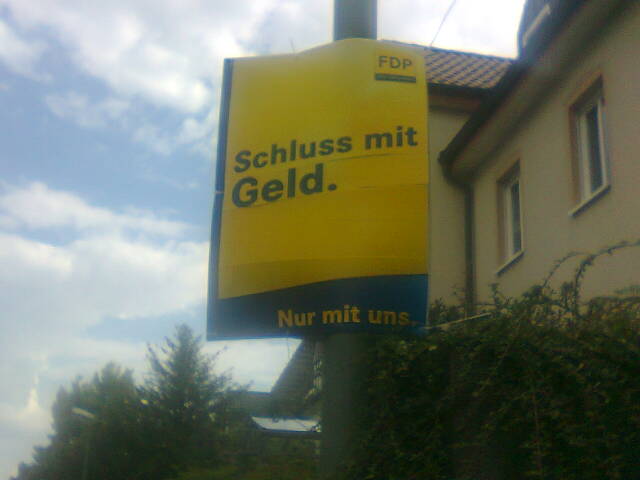 FDP
Schluss mit
Geld.
Nur mit uns.